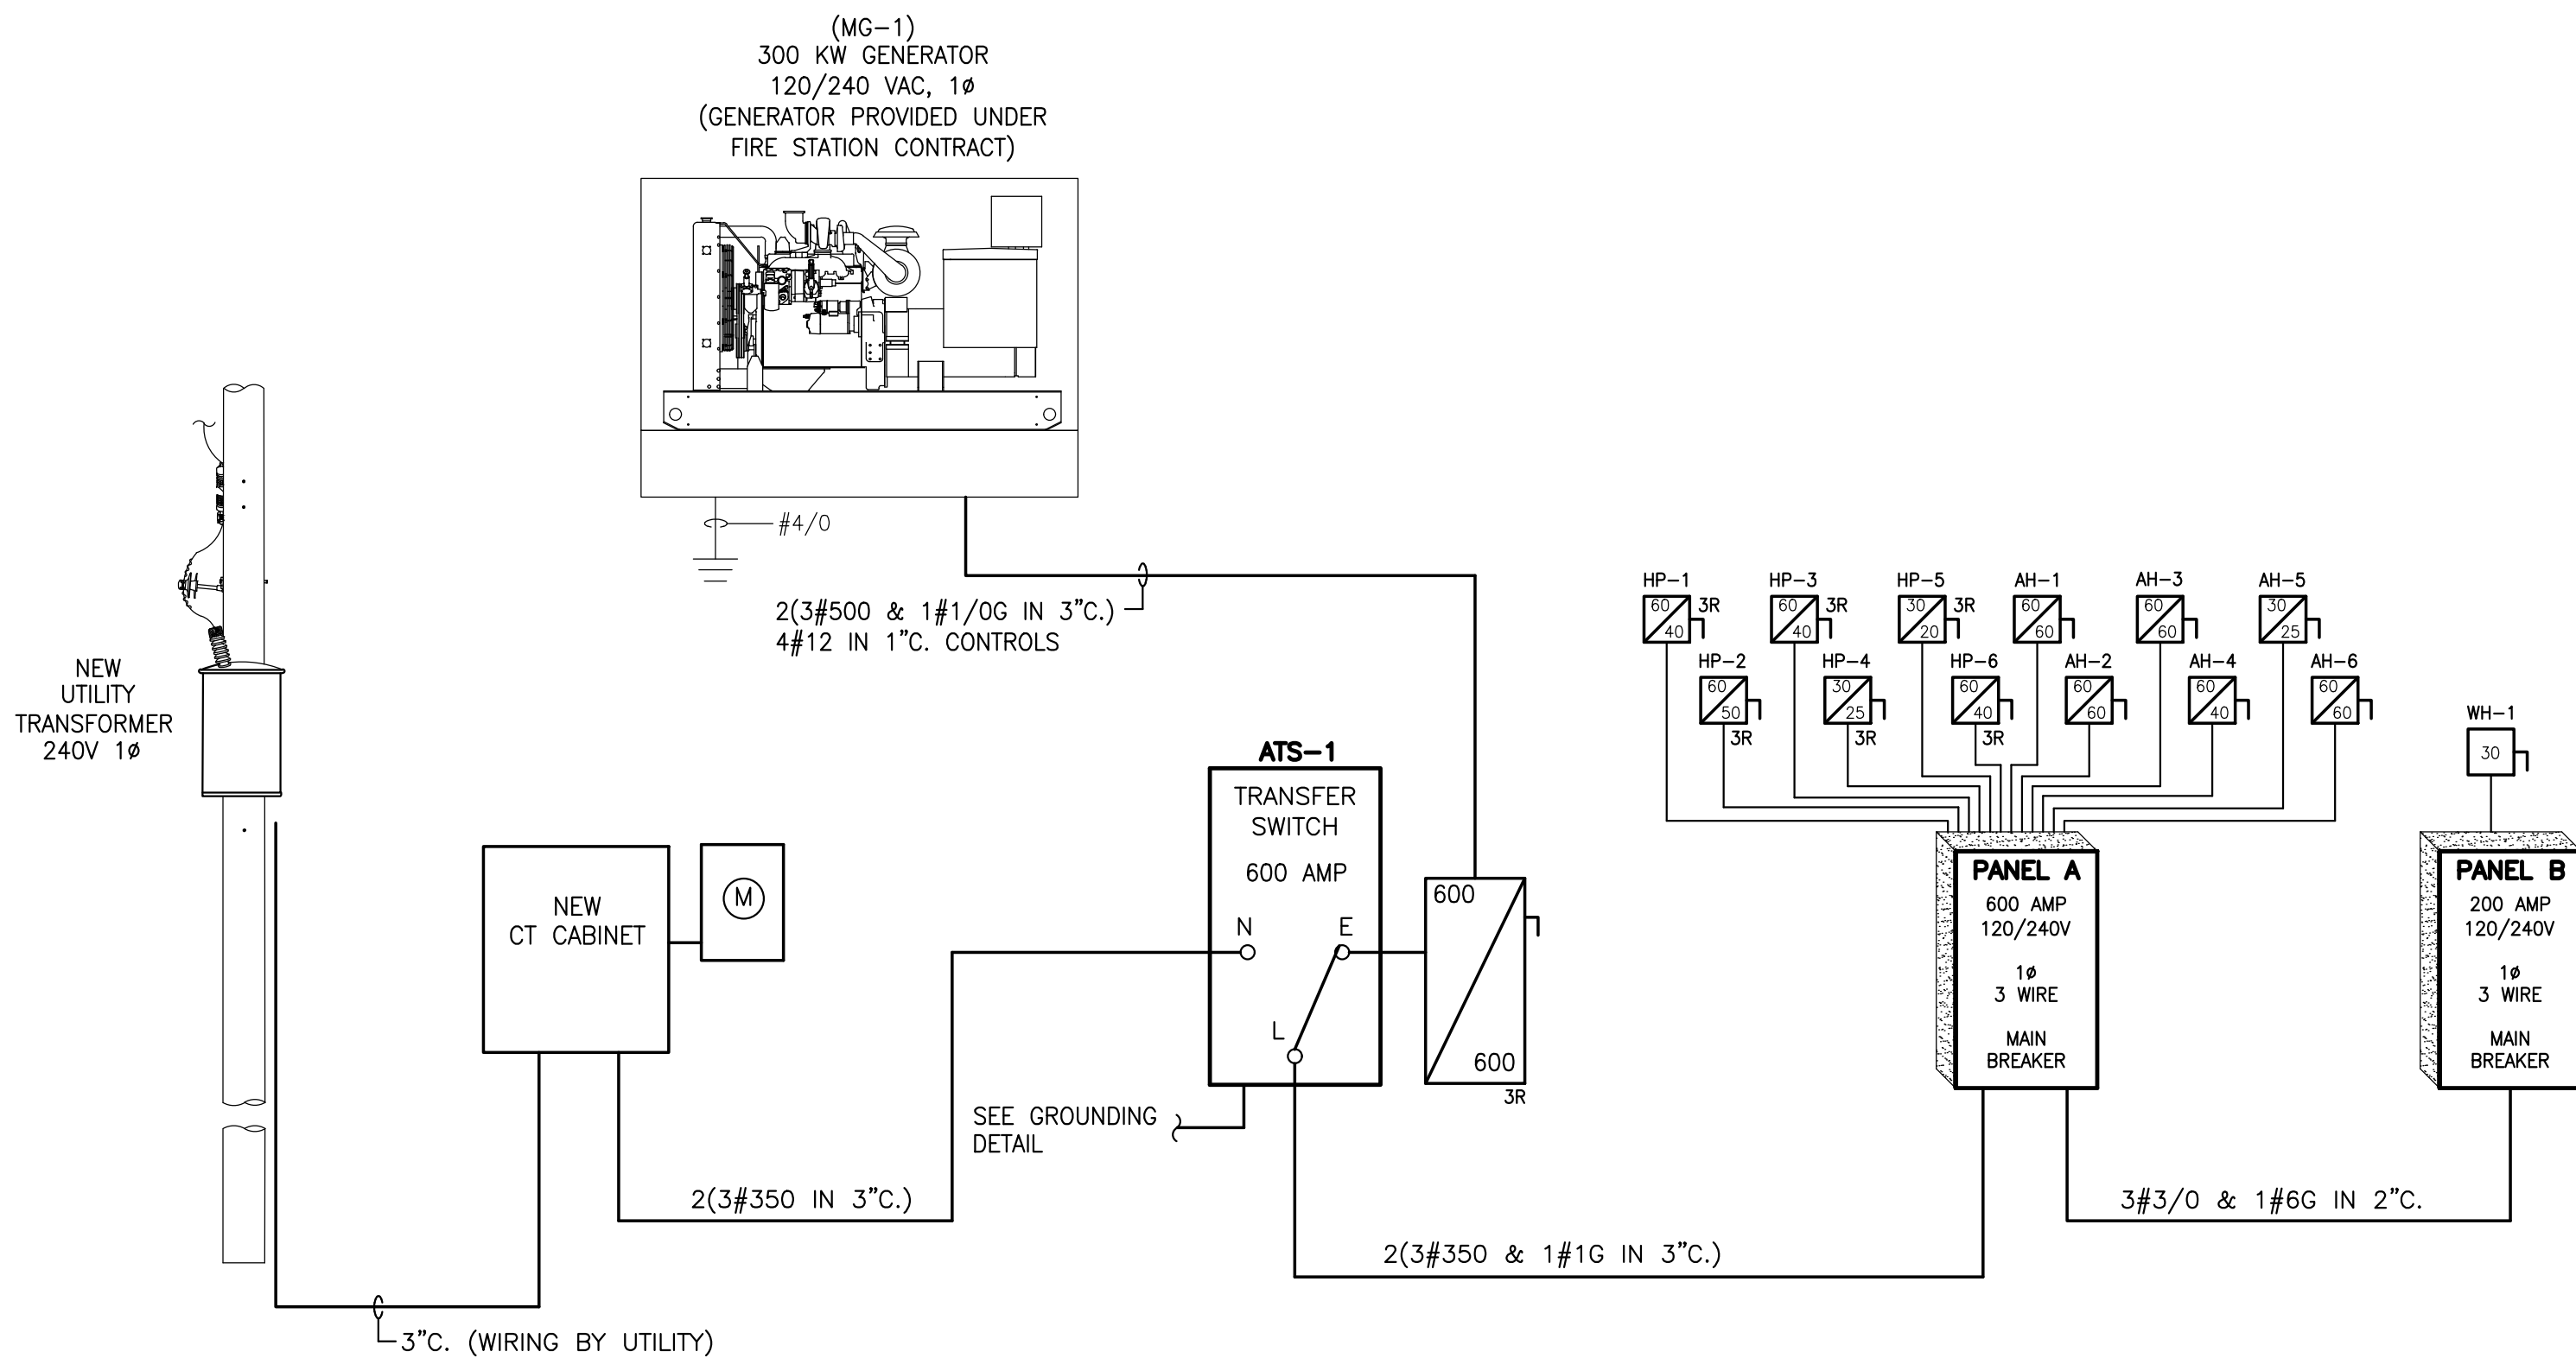 (MG-1)
300 KW GENERATOR
120/240 VAC, 1ø
(GENERATOR PROVIDED UNDER
FIRE STATION CONTRACT)
#4/0
2(3#500 & 1#1/0G IN 3"C.)
4#12 IN 1"C. CONTROLS
NEW
UTILITY
TRANSFORMER
240V 1ø
3"C. (WIRING BY UTILITY)
NEW
CT CABINET
M
2(3#350 IN 3"C.)
ATS-1
TRANSFER
SWITCH
600 AMP
N
E
L
SEE GROUNDING
DETAIL
600
600
3R
2(3#350 & 1#1G IN 3"C.)
HP-1
60
40
3R
HP-3
60
40
3R
HP-5
30
20
3R
AH-1
60
60
AH-3
60
60
AH-5
30
25
HP-2
60
50
3R
HP-4
30
25
3R
HP-6
60
40
3R
AH-2
60
60
AH-4
60
40
AH-6
60
60
WH-1
30
PANEL A
600 AMP
120/240V
1ø
3 WIRE
MAIN
BREAKER
3#3/0 & 1#6G IN 2"C.
PANEL B
200 AMP
120/240V
1ø
3 WIRE
MAIN
BREAKER